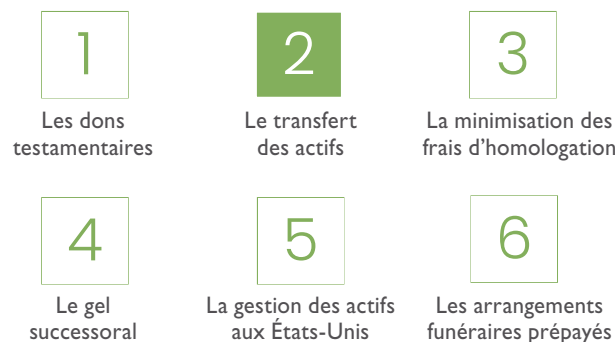 1
2
3
Les dons
testamentaires
Le transfert
des actifs
La minimisation des
frais d'homologation
4
5
6
Le gel
successoral
La gestion des actifs
aux États-Unis
Les arrangements
funéraires prépayés